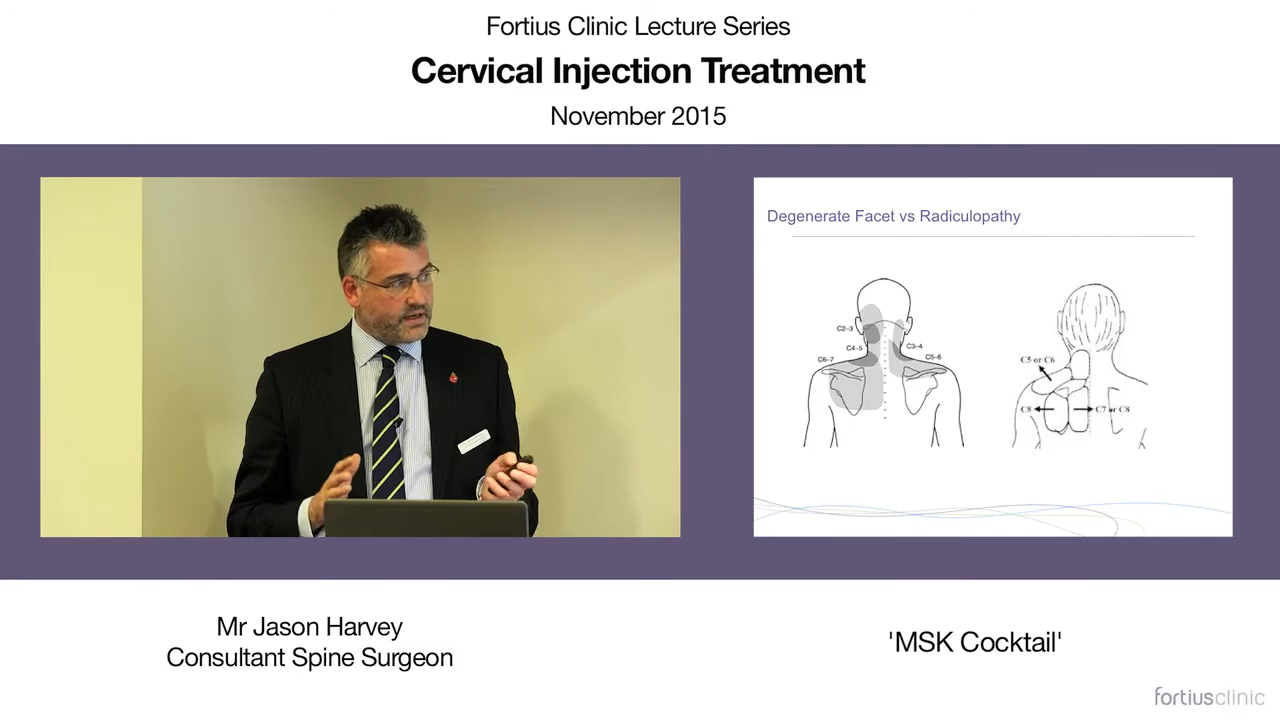 Fortius Clinic Lecture Series
Cervical Injection Treatment
November 2015
Degenerate Facet vs Radiculopathy
C2–3
C4–5
C3–4
C6–7
C5–6
C5 or C6
C8
C7 or C8
Mr Jason Harvey
Consultant Spine Surgeon
'MSK Cocktail'
fortiusclinic